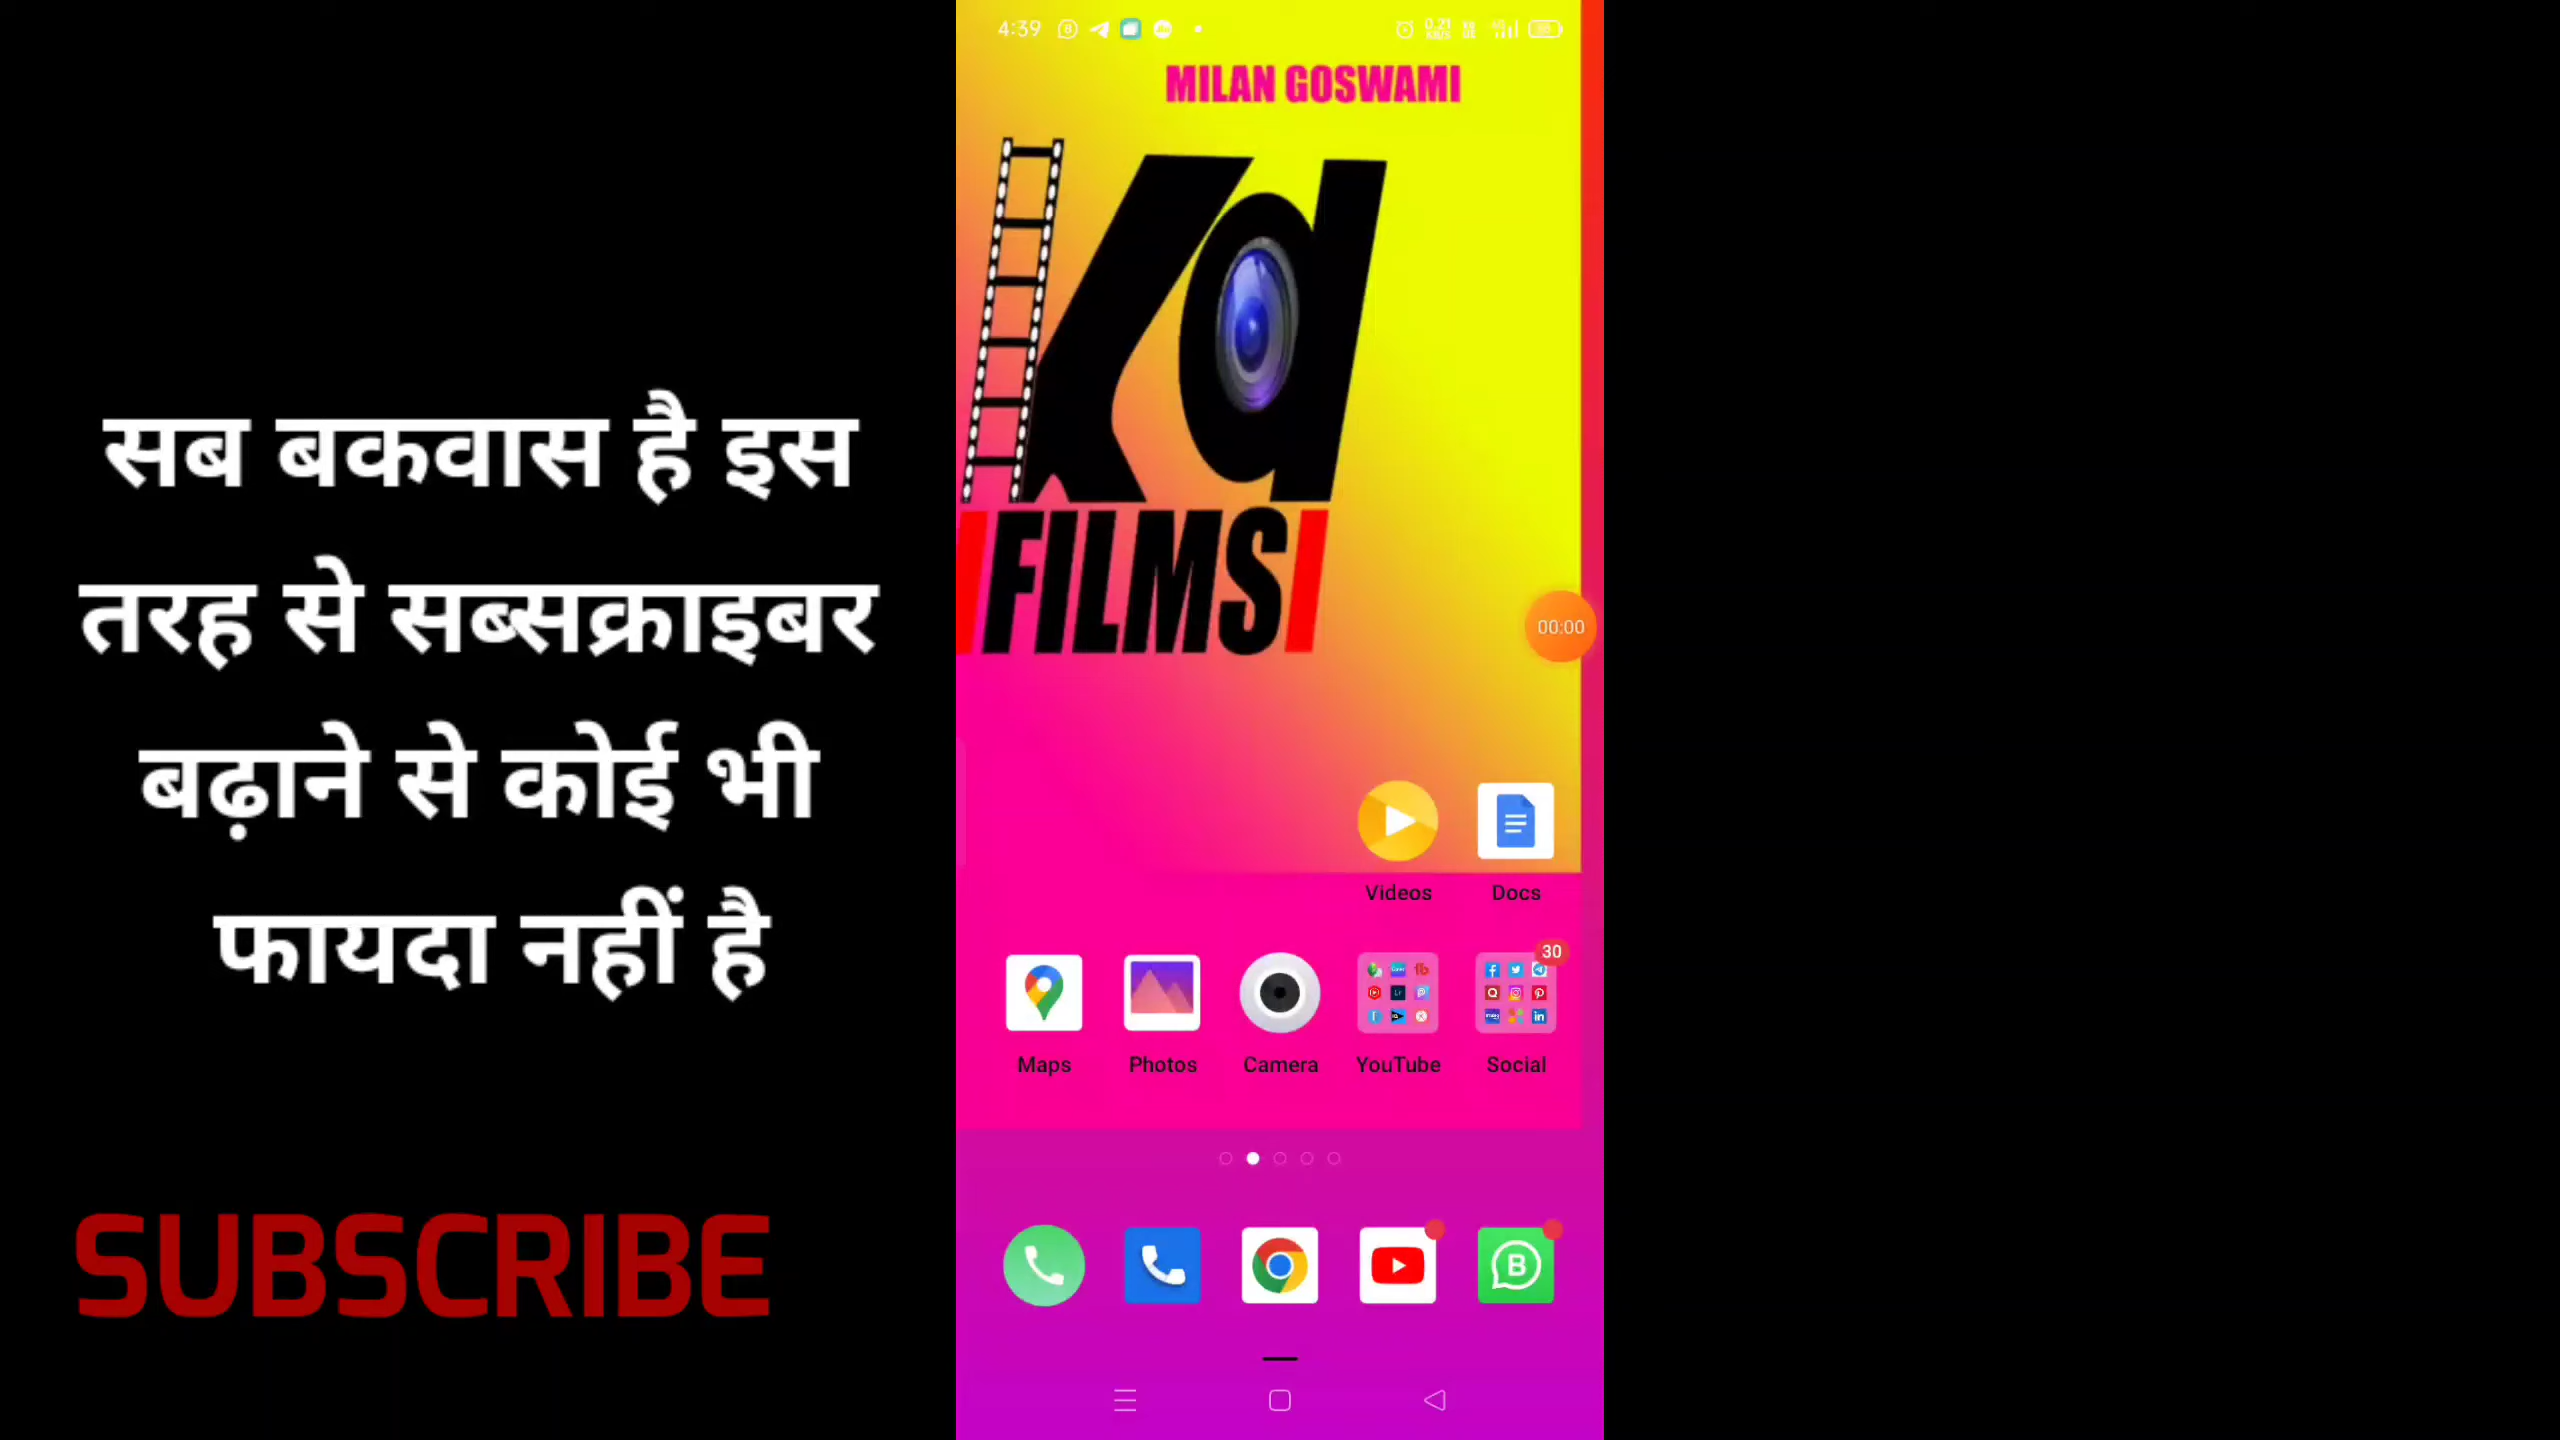 सब बकवास है इस
तरह से सब्सक्राइबर
बढ़ाने से कोई भी
फायदा नहीं है
SUBSCRIBE
4:39
MILAN GOSWAMI
Kd
FILMS
00:00
Videos Docs
30
Maps Photos Camera YouTube Social